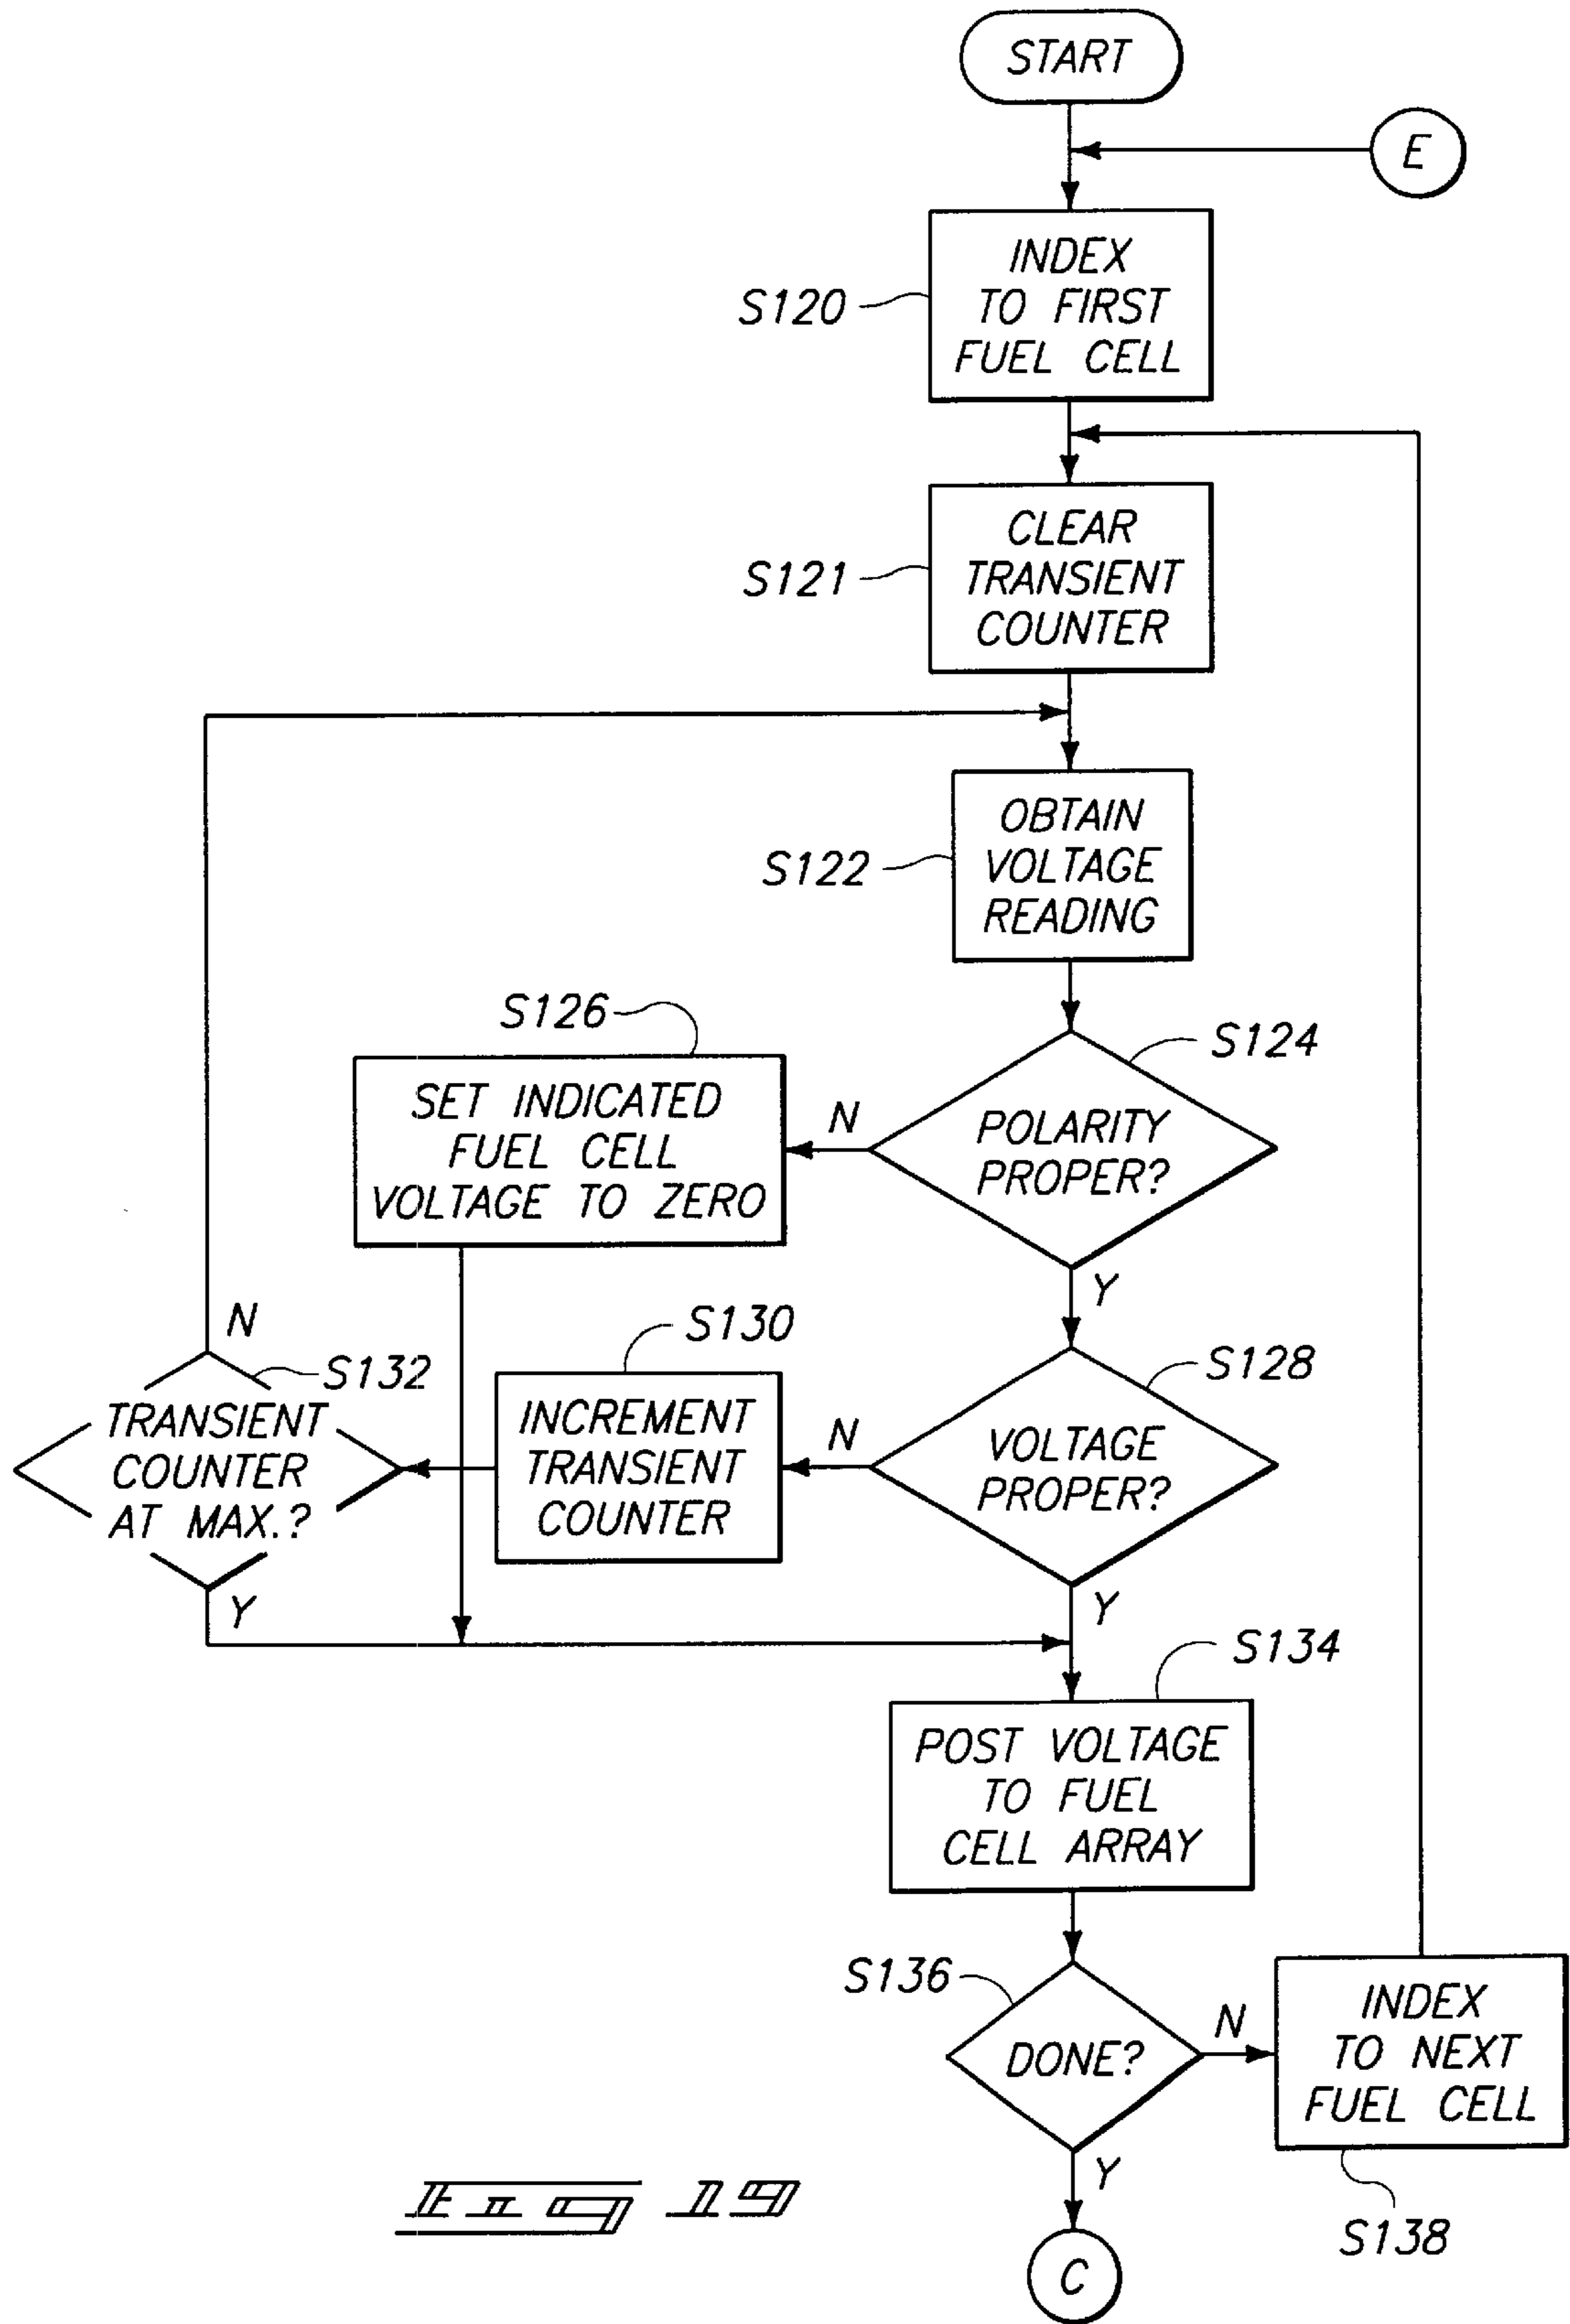 START
E
INDEX
TO FIRST
FUEL CELL
S120
CLEAR
TRANSIENT
COUNTER
S121
OBTAIN
VOLTAGE
READING
S122
S124
POLARITY
PROPER?
N
Y
S126
SET INDICATED
FUEL CELL
VOLTAGE TO ZERO
S128
VOLTAGE
PROPER?
N
Y
S130
INCREMENT
TRANSIENT
COUNTER
S132
TRANSIENT
COUNTER
AT MAX.?
N
Y
S134
POST VOLTAGE
TO FUEL
CELL ARRAY
S136
DONE?
N
Y
INDEX
TO NEXT
FUEL CELL
S138
C
Fig 19